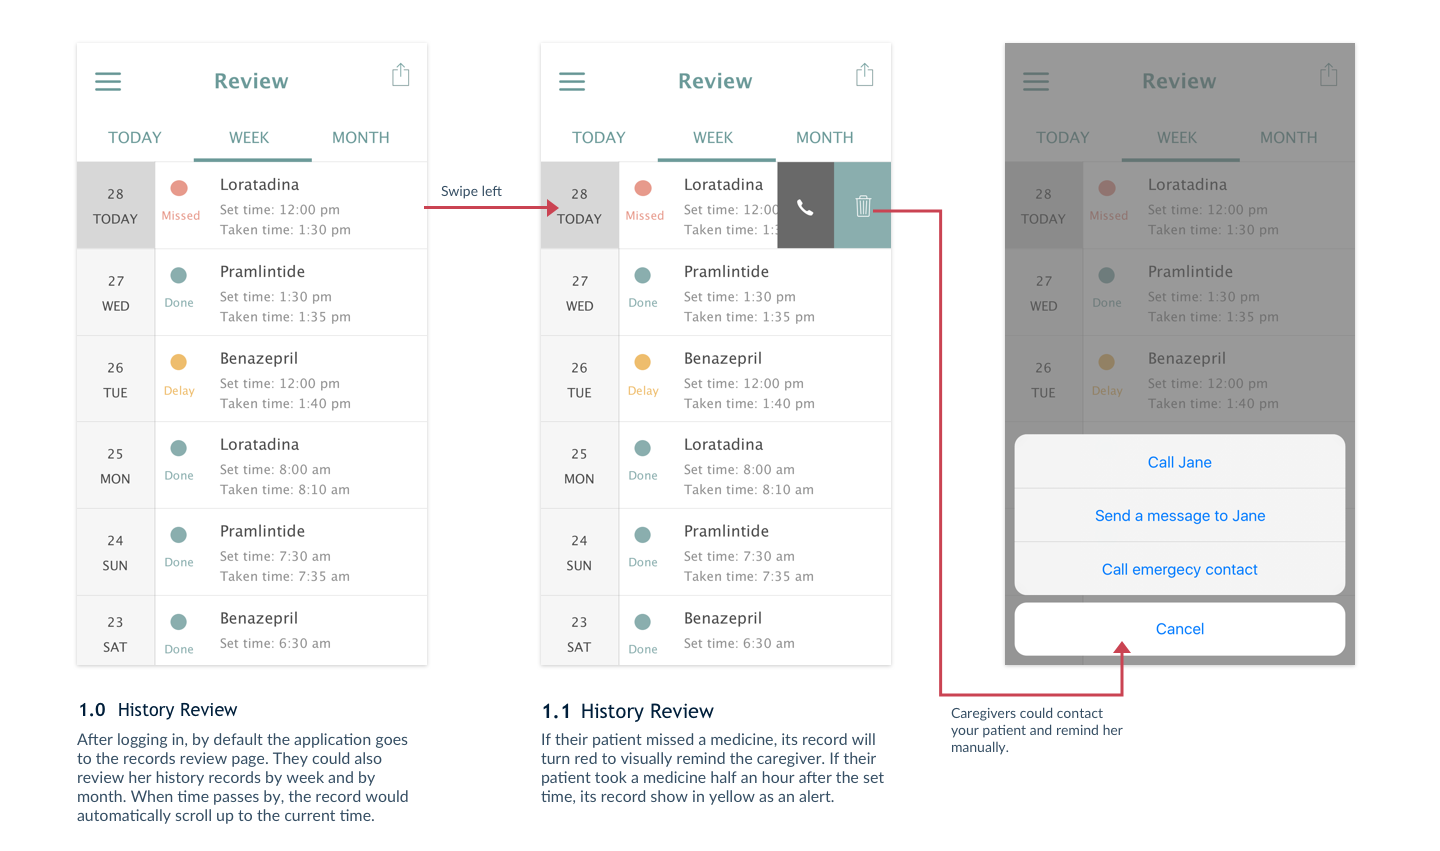 Review
TODAY WEEK MONTH
28
TODAY
Missed
Loratadina
Set time: 12:00 pm
Taken time: 1:30 pm
27
WED
Done
Pramlintide
Set time: 1:30 pm
Taken time: 1:35 pm
26
TUE
Delay
Benazepril
Set time: 12:00 pm
Taken time: 1:40 pm
25
MON
Done
Loratadina
Set time: 8:00 am
Taken time: 8:10 am
24
SUN
Done
Pramlintide
Set time: 7:30 am
Taken time: 7:35 am
23
SAT
Done
Benazepril
Set time: 6:30 am
1.0 History Review
After logging in, by default the application goes
to the records review page. They could also
review her history records by week and by
month. When time passes by, the record would
automatically scroll up to the current time.
Swipe left
Review
TODAY WEEK MONTH
28
TODAY
Missed
Loratadina
Set time: 12:00
Taken time: 1:3
27
WED
Done
Pramlintide
Set time: 1:30 pm
Taken time: 1:35 pm
26
TUE
Delay
Benazepril
Set time: 12:00 pm
Taken time: 1:40 pm
25
MON
Done
Loratadina
Set time: 8:00 am
Taken time: 8:10 am
24
SUN
Done
Pramlintide
Set time: 7:30 am
Taken time: 7:35 am
23
SAT
Done
Benazepril
Set time: 6:30 am
1.1 History Review
If their patient missed a medicine, its record will
turn red to visually remind the caregiver. If their
patient took a medicine half an hour after the set
time, its record show in yellow as an alert.
Review
TODAY WEEK MONTH
28
TODAY
Missed
Loratadina
Set time: 12:00 pm
Taken time: 1:30 pm
27
WED
Done
Pramlintide
Set time: 1:30 pm
Taken time: 1:35 pm
26
TUE
Delay
Benazepril
Set time: 12:00 pm
Taken time: 1:40 pm
Call Jane
Send a message to Jane
Call emergecy contact
Cancel
Caregivers could contact
your patient and remind her
manually.